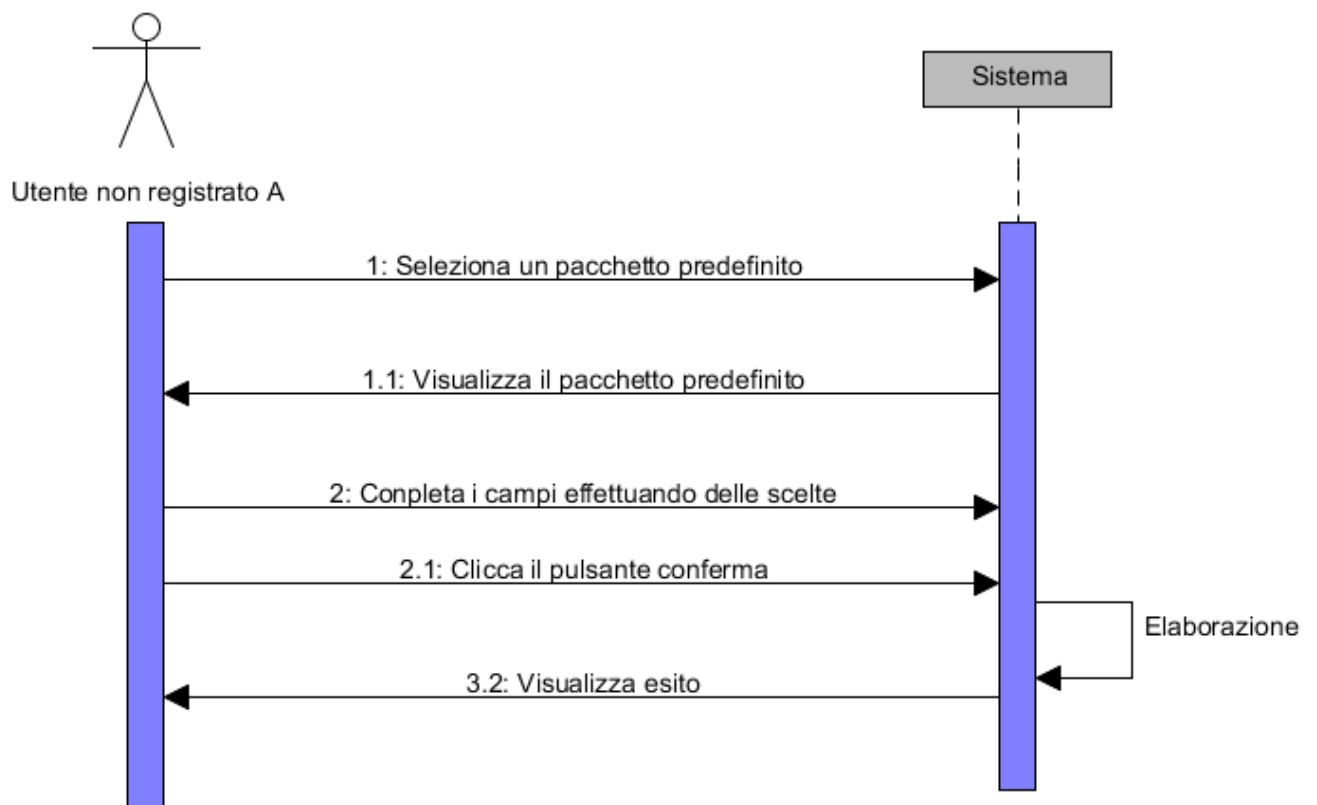 Sistema
Utente non registrato A
1: Seleziona un pacchetto predefinito
1.1: Visualizza il pacchetto predefinito
2: Conpleta i campi effettuando delle scelte
2.1: Clicca il pulsante conferma
Elaborazione
3.2: Visualizza esito